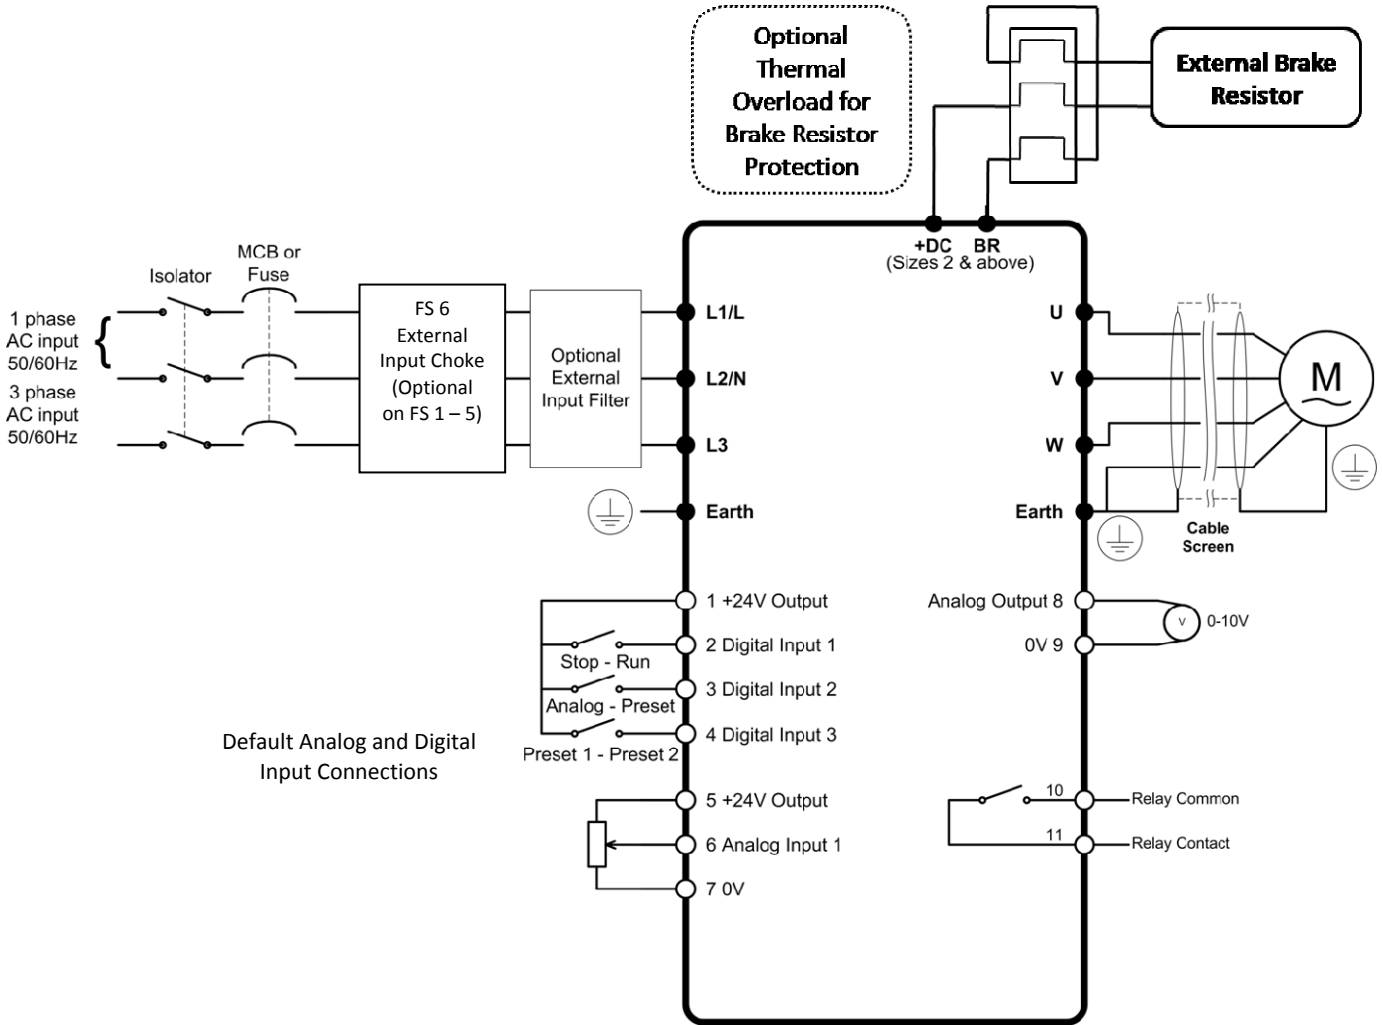 Optional
Thermal
Overload for
Brake Resistor
Protection
External Brake
Resistor
+DC BR
(Sizes 2 & above)
Isolator
MCB or
Fuse
1 phase
AC input
50/60Hz
3 phase
AC input
50/60Hz
FS 6
External
Input Choke
(Optional
on FS 1 – 5)
Optional
External
Input Filter
L1/L
L2/N
L3
Earth
U
V
W
Earth
M
Cable
Screen
1 +24V Output
2 Digital Input 1
3 Digital Input 2
4 Digital Input 3
Stop - Run
Analog - Preset
Preset 1 - Preset 2
5 +24V Output
6 Analog Input 1
7 0V
Default Analog and Digital
Input Connections
Analog Output 8
0V 9
V
0-10V
10
Relay Common
11
Relay Contact